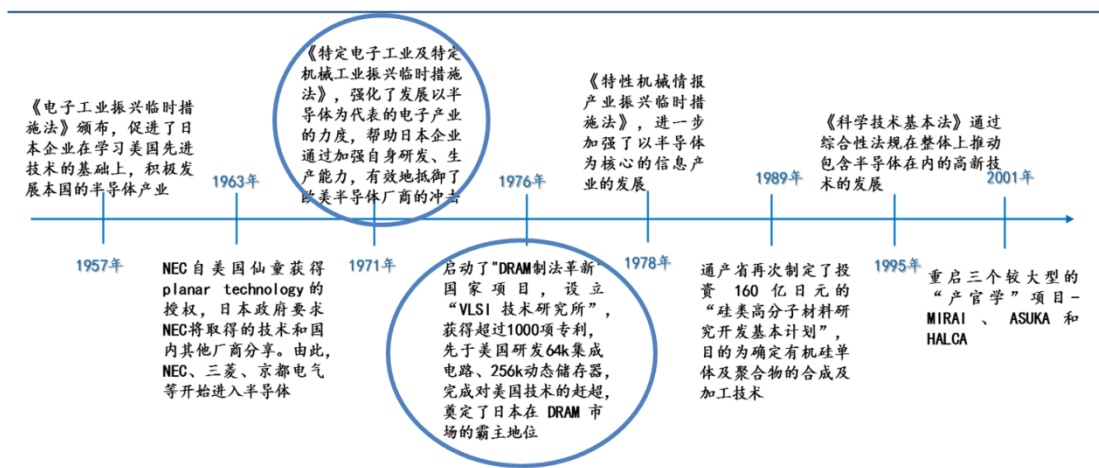 《电子工业振兴临时措
施法》颁布，促进了日
本企业在学习美国先进
技术的基础上，积极发
展本国的半导体产业
1957年
1963年
NEC自美国仙童获得
planar technology的
授权，日本政府要求
NEC将取得的技术和国
内其他厂商分享。由此，
NEC、三菱、京都电气
等开始进入半导体
《特定电子工业及特定
机械工业振兴临时措施
法》，强化了发展以半
导体为代表的电子产业
的力度，帮助日本企业
通过加强自身研发、生
产能力，有效地抵御了
欧美半导体厂商的冲击
1971年
1976年
启动了"DRAM制法革新"
国家项目，设立
“VLSI 技术研究所”，
获得超过1000项专利，
先于美国研发64k集成
电路、256k动态储存器，
完成对美国技术的赶超，
奠定了日本在 DRAM 市
场的霸主地位
《特性机械情报
产业振兴临时措
施法》，进一步
加强了以半导体
为核心的信息产
业的发展
1978年
1989年
通产省再次制定了投
资 160 亿日元的
“硅类高分子材料研
究开发基本计划”，
目的为确定有机硅单
体及聚合物的合成及
加工技术
《科学技术基本法》通过
综合性法规在整体上推动
包含半导体在内的高新技
术的发展
1995年
2001年
重启三个较大型的
“产官学”项目-
MIRAI 、 ASUKA 和
HALCA